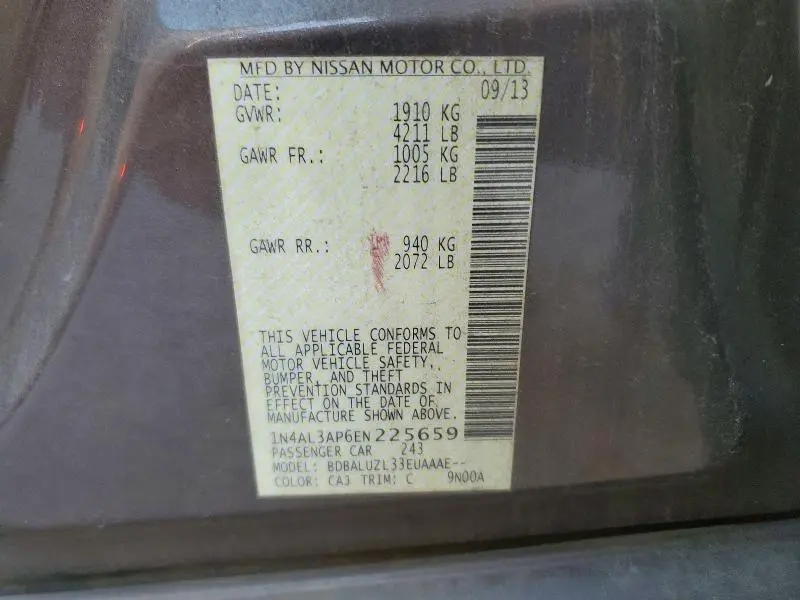 MFD BY NISSAN MOTOR CO., LTD.
DATE: 09/13
GVWR: 1910 KG
4211 LB
GAWR FR.: 1005 KG
2216 LB
GAWR RR.: 940 KG
2072 LB
THIS VEHICLE CONFORMS TO
ALL APPLICABLE FEDERAL
MOTOR VEHICLE SAFETY,
BUMPER, AND THEFT
PREVENTION STANDARDS IN
EFFECT ON THE DATE OF
MANUFACTURE SHOWN ABOVE.
1N4AL3AP6EN225659
PASSENGER CAR 243
MODEL: BDBALUZL33EUAAAE--
COLOR: CAJ TRIM: C 9N00A